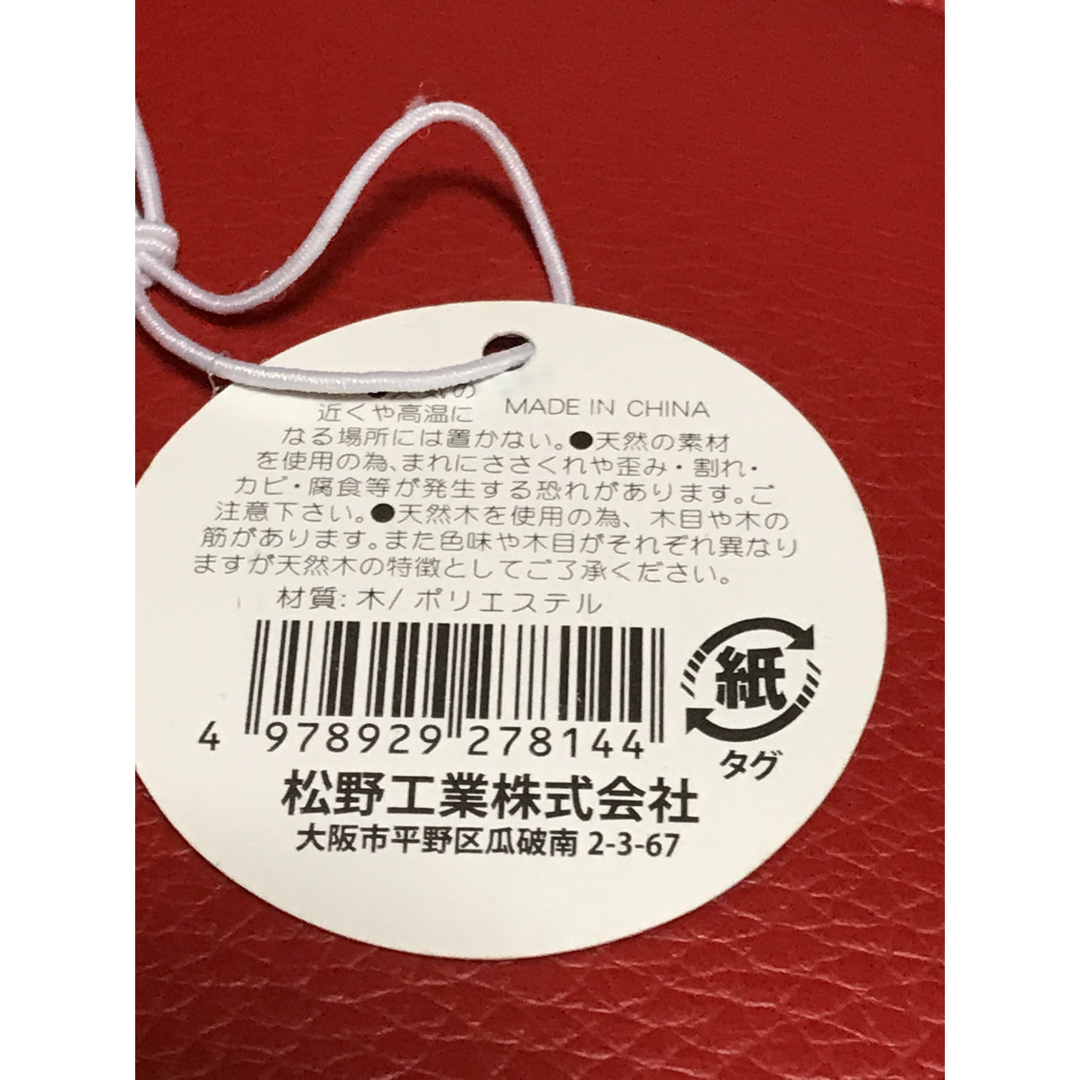 の
近くや高温に
MADE IN CHINA
なる場所には置かない。●天然の素材
を使用の為、まれにささくれや歪み・割れ・
カビ・腐食等が発生する恐れがあります。ご
注意下さい。●天然木を使用の為、木目や木の
筋があります。また色味や木目がそれぞれ異なり
ますが天然木の特徴としてご了承ください。
材質: 木/ ポリエステル
4 978929 278144
紙
タグ
松野工業株式会社
大阪市平野区瓜破南 2-3-67